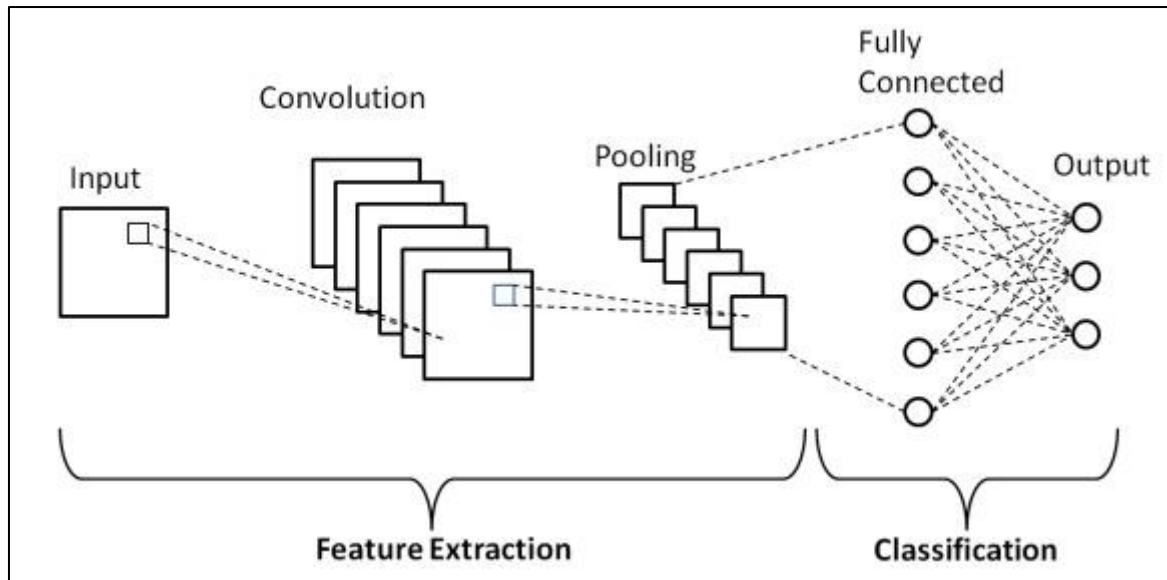 Input
Convolution
Pooling
Fully
Connected
Output
Feature Extraction
Classification